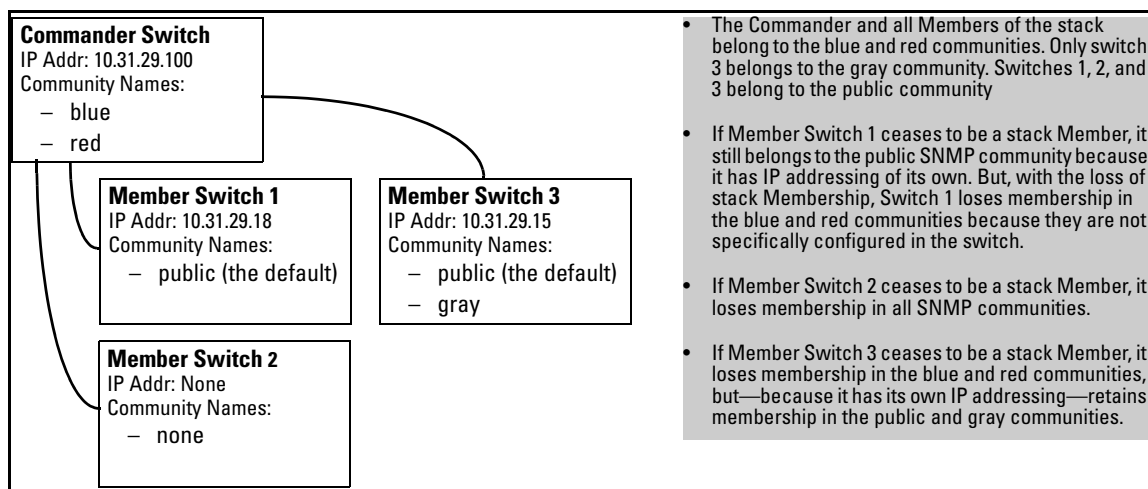 Commander Switch
IP Addr: 10.31.29.100
Community Names:
– blue
– red
Member Switch 1
IP Addr: 10.31.29.18
Community Names:
– public (the default)
Member Switch 3
IP Addr: 10.31.29.15
Community Names:
– public (the default)
– gray
Member Switch 2
IP Addr: None
Community Names:
– none
• The Commander and all Members of the stack
belong to the blue and red communities. Only switch
3 belongs to the gray community. Switches 1, 2, and
3 belong to the public community
• If Member Switch 1 ceases to be a stack Member, it
still belongs to the public SNMP community because
it has IP addressing of its own. But, with the loss of
stack Membership, Switch 1 loses membership in
the blue and red communities because they are not
specifically configured in the switch.
• If Member Switch 2 ceases to be a stack Member, it
loses membership in all SNMP communities.
• If Member Switch 3 ceases to be a stack Member, it
loses membership in the blue and red communities,
but—because it has its own IP addressing—retains
membership in the public and gray communities.